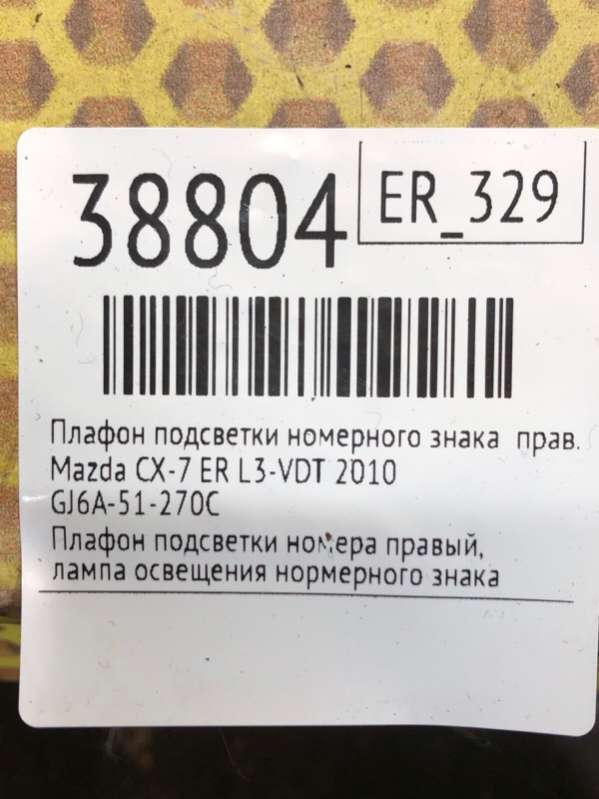 38804
ER_329
Плафон подсветки номерного знака прав.
Mazda CX-7 ER L3-VDT 2010
GJ6A-51-270C
Плафон подсветки номера правый,
лампа освещения нормерного знака